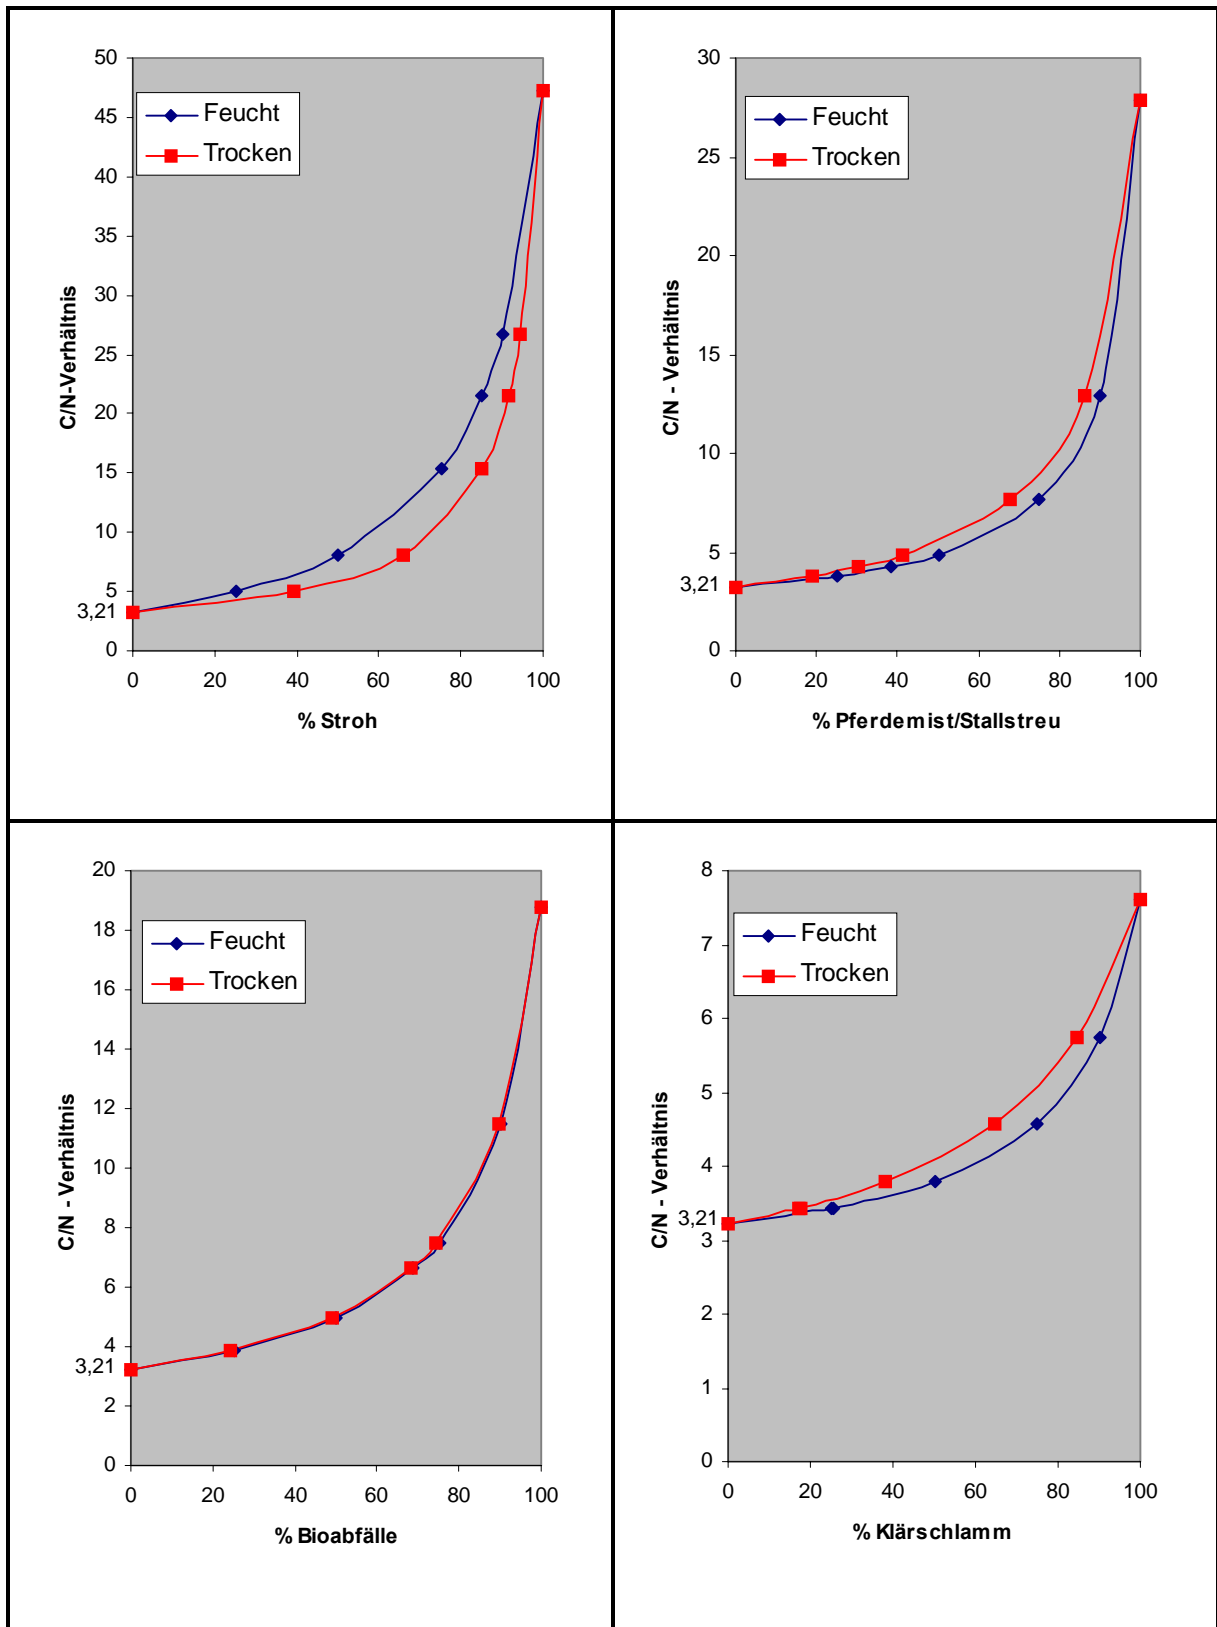 50
45
40
35
30
25
20
15
10
5
3,21
0
C/N-Verhältnis
Feucht
Trocken
0 20 40 60 80 100
% Stroh
30
25
20
15
10
5
3,21
0
C/N - Verhältnis
Feucht
Trocken
0 20 40 60 80 100
% Pferdemist/Stallstreu
20
18
16
14
12
10
8
6
4
3,21
2
0
C/N - Verhältnis
Feucht
Trocken
0 20 40 60 80 100
% Bioabfälle
8
7
6
5
4
3,21
3
2
1
0
C/N - Verhältnis
Feucht
Trocken
0 20 40 60 80 100
% Klärschlamm